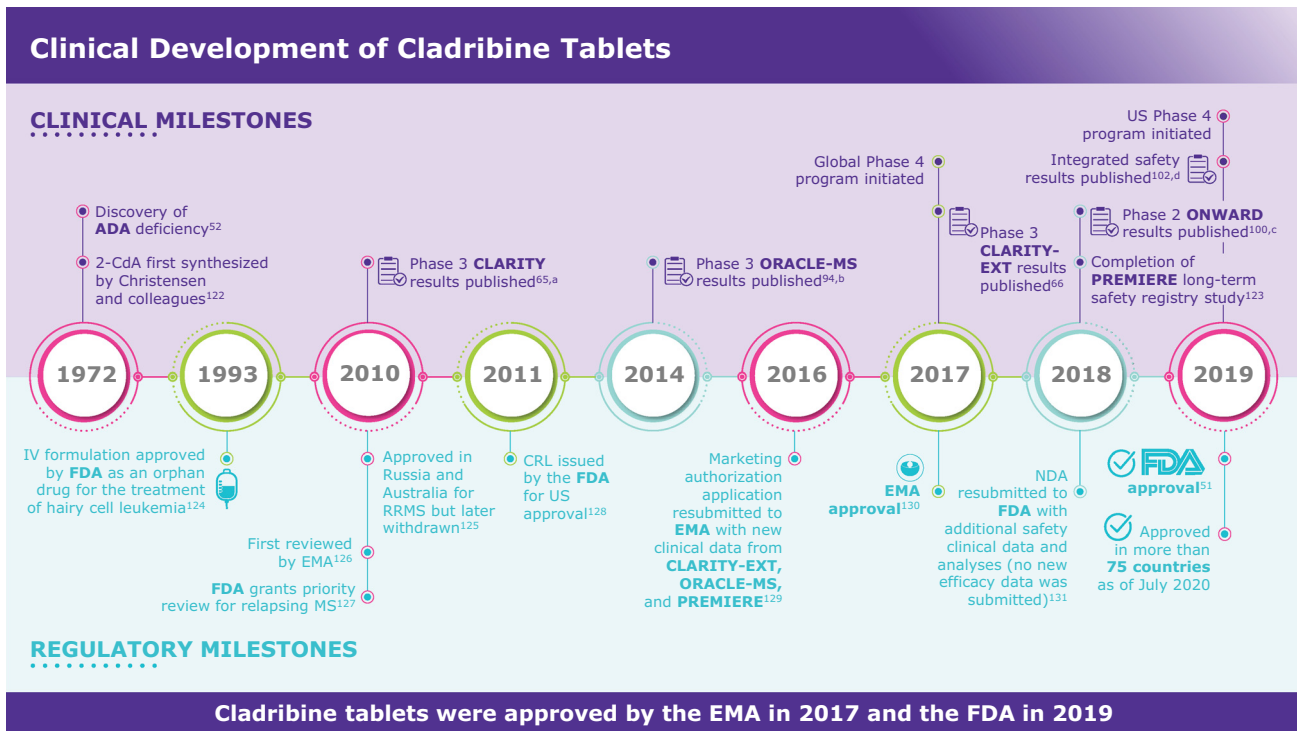 Clinical Development of Cladribine Tablets
CLINICAL MILESTONES
Discovery of
ADA deficiency52
2-CdA first synthesized
by Christensen
and colleagues122
Phase 3 CLARITY
results published65,a
Phase 3 ORACLE-MS
results published94,b
Global Phase 4
program initiated
Phase 3
CLARITY-
EXT results
published66
Phase 2 ONWARD
results published100,c
Completion of
PREMIERE long-term
safety registry study123
US Phase 4
program initiated
Integrated safety
results published102,d
1972
1993
2010
2011
2014
2016
2017
2018
2019
IV formulation approved
by FDA as an orphan
drug for the treatment
of hairy cell leukemia124
Approved in
Russia and
Australia for
RRMS but later
withdrawn125
First reviewed
by EMA126
FDA grants priority
review for relapsing MS127
CRL issued
by the FDA
for US
approval128
Marketing
authorization
application
resubmitted to
EMA with new
clinical data from
CLARITY-EXT,
ORACLE-MS,
and PREMIERE129
EMA
approval130
NDA
resubmitted to
FDA with
additional safety
clinical data and
analyses (no new
efficacy data was
submitted)131
FDA
approval51
Approved
in more than
75 countries
as of July 2020
REGULATORY MILESTONES
Cladribine tablets were approved by the EMA in 2017 and the FDA in 2019